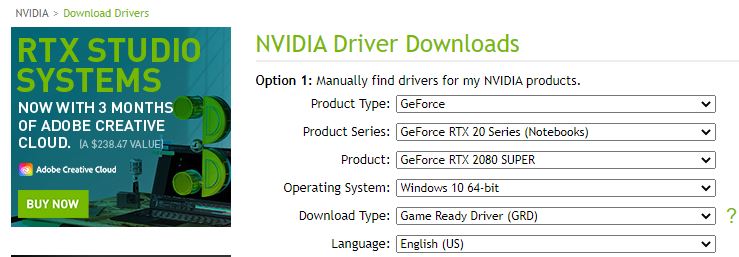 NVIDIA > Download Drivers
RTX STUDIO
SYSTEMS
NOW WITH 3 MONTHS
OF ADOBE CREATIVE
CLOUD. (A $238.47 VALUE)
Adobe Creative Cloud
BUY NOW
NVIDIA Driver Downloads
Option 1: Manually find drivers for my NVIDIA products.
Product Type: GeForce
Product Series: GeForce RTX 20 Series (Notebooks)
Product: GeForce RTX 2080 SUPER
Operating System: Windows 10 64-bit
Download Type: Game Ready Driver (GRD) ?
Language: English (US)